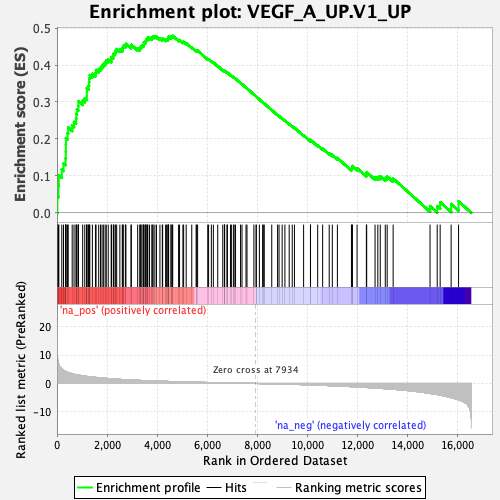 Enrichment plot: VEGF_A_UP.V1_UP
Enrichment score (ES)
0.5
0.4
0.3
0.2
0.1
0.0
'na_pos' (positively correlated)
Ranked list metric (PreRanked)
20
10
0
-10
Zero cross at 7934
'na_neg' (negatively correlated)
0
2,000
4,000
6,000
8,000
10,000
12,000
14,000
16,000
Rank in Ordered Dataset
Enrichment profile
Hits
Ranking metric scores